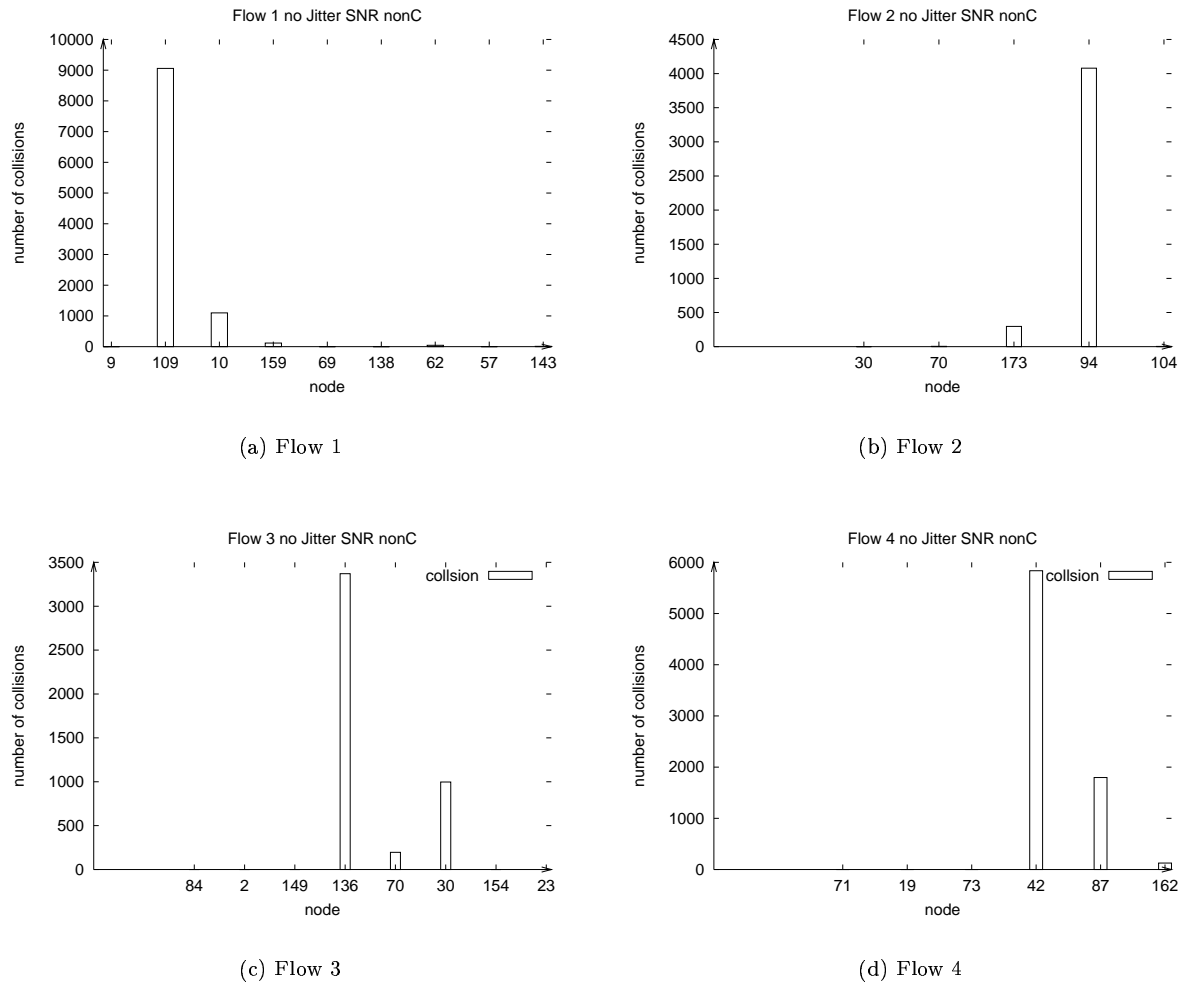 Flow 1 no Jitter SNR nonC
10000
9000
8000
7000
6000
5000
4000
3000
2000
1000
0
number of collisions
9 109 10 159 69 138 62 57 143
node
(a) Flow 1
Flow 2 no Jitter SNR nonC
4500
4000
3500
3000
2500
2000
1500
1000
500
0
number of collisions
30 70 173 94 104
node
(b) Flow 2
Flow 3 no Jitter SNR nonC
collsion
3500
3000
2500
2000
1500
1000
500
0
number of collisions
84 2 149 136 70 30 154 23
node
(c) Flow 3
Flow 4 no Jitter SNR nonC
collsion
6000
5000
4000
3000
2000
1000
0
number of collisions
71 19 73 42 87 162
node
(d) Flow 4